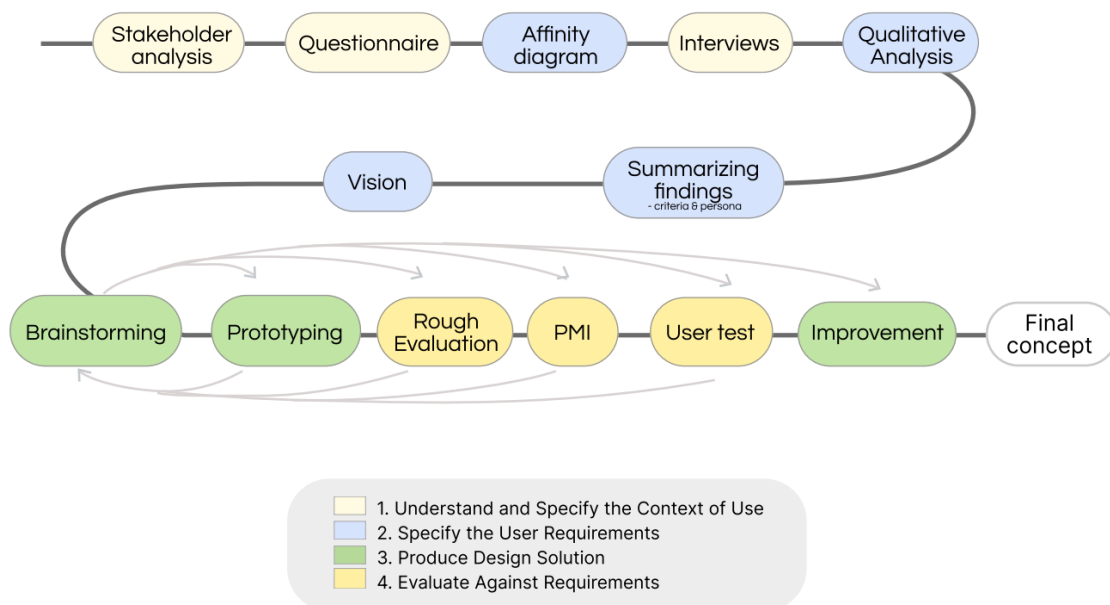 Stakeholder
analysis
Questionnaire
Affinity
diagram
Interviews
Qualitative
Analysis
Vision
Summarizing
findings
- criteria & persona
Brainstorming
Prototyping
Rough
Evaluation
PMI
User test
Improvement
Final
concept
1. Understand and Specify the Context of Use
2. Specify the User Requirements
3. Produce Design Solution
4. Evaluate Against Requirements